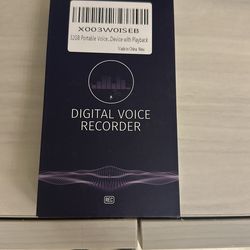 X003W0ISEB
32GB Portable Voice...Device with Playback
Made in China New
DIGITAL VOICE
RECORDER
REC